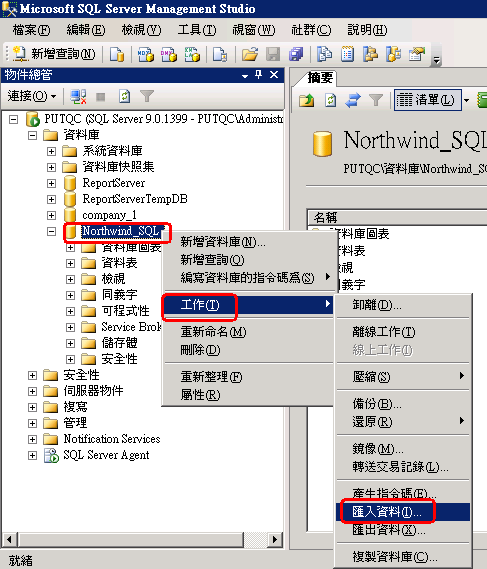 Microsoft SQL Server Management Studio
檔案(F) 編輯(E) 檢視(V) 工具(T) 視窗(W) 社群(C) 說明(H)
新增查詢(N)
物件總管
連接(O)
PUTQC (SQL Server 9.0.1399 - PUTQC\Administr
資料庫
系統資料庫
資料庫快照集
ReportServer
ReportServerTempDB
company_1
Northwind_SQL
資料庫圖表
資料表
檢視
同義字
可程式性
Service Brok
儲存體
安全性
安全性
伺服器物件
複寫
管理
Notification Services
SQL Server Agent
摘要
清單(L)
Northwind_SQL
PUTQC\資料庫\Northwind_S
名稱
資料庫圖表
資料表
檢視
同義字
新增資料庫(N)...
新增查詢(Q)
編寫資料庫的指令碼為(S)
工作(T)
重新命名(M)
刪除(D)
重新整理(F)
屬性(R)
卸離(D)...
離線工作(T)
線上工作(I)
壓縮(S)
備份(B)...
還原(R)
鏡像(M)...
轉送交易記錄(L)...
產生指令碼(E)...
匯入資料(I)...
匯出資料(X)...
複製資料庫(C)...
就緒